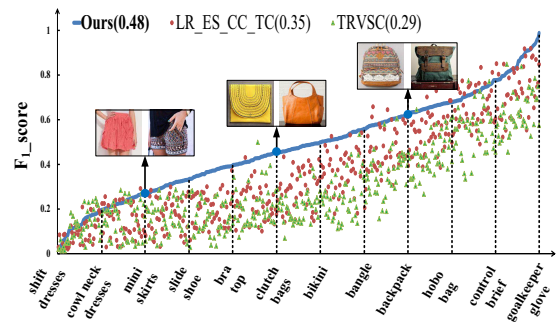 Ours(0.48) LR_ES_CC_TC(0.35) TRVSC(0.29)
F1_score
1
0.8
0.6
0.4
0.2
0
shift dresses
cowl neck dresses
mini skirts
slide shoe
bra top
clutch bags
bikini
bangle
backpack
hobo bag
control brief
goalkeeper glove